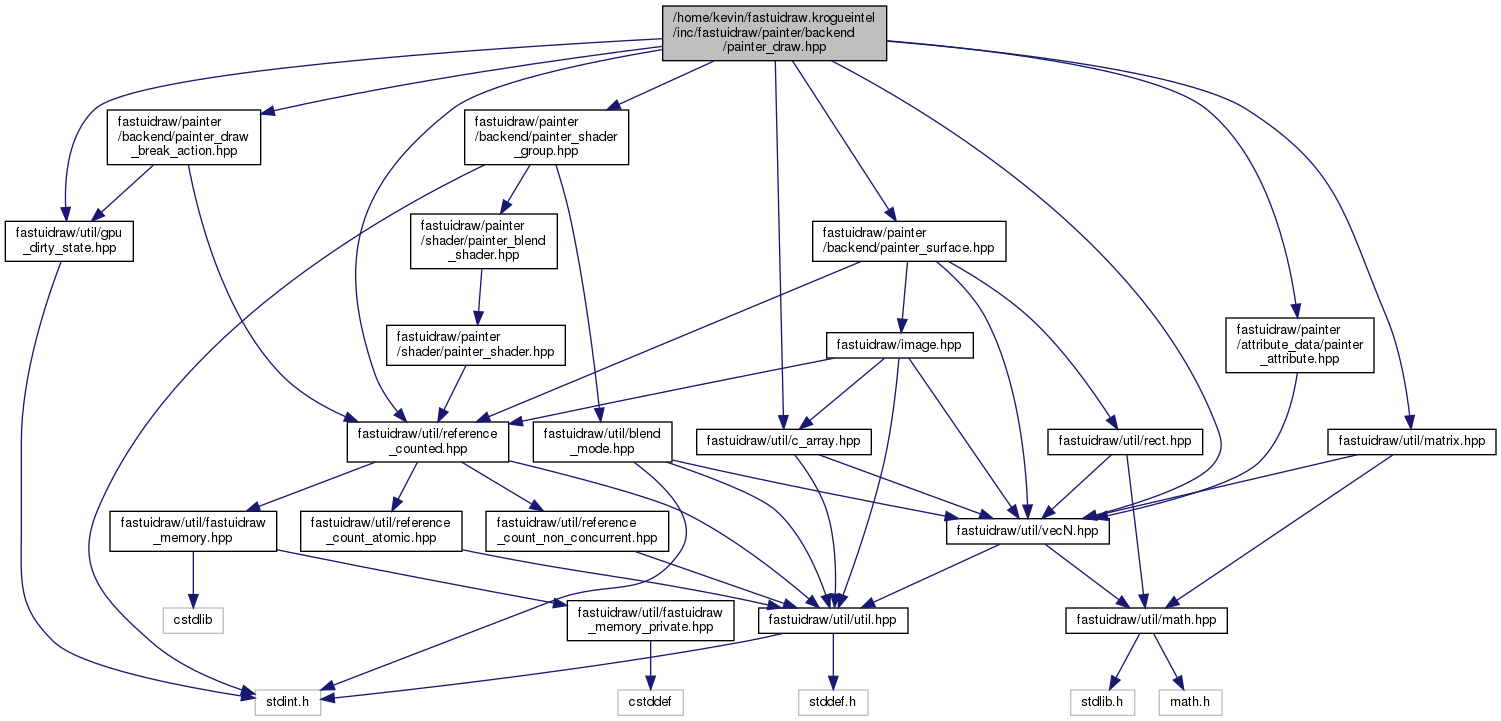 /home/kevin/fastuidraw.krogueintel
/inc/fastuidraw/painter/backend
/painter_draw.hpp
fastuidraw/painter
/backend/painter_draw
_break_action.hpp
fastuidraw/painter
/backend/painter_shader
_group.hpp
fastuidraw/util/gpu
_dirty_state.hpp
fastuidraw/painter
/shader/painter_blend
_shader.hpp
fastuidraw/painter
/backend/painter_surface.hpp
fastuidraw/painter
/shader/painter_shader.hpp
fastuidraw/image.hpp
fastuidraw/painter
/attribute_data/painter
_attribute.hpp
fastuidraw/util/reference
_counted.hpp
fastuidraw/util/blend
_mode.hpp
fastuidraw/util/c_array.hpp
fastuidraw/util/rect.hpp
fastuidraw/util/matrix.hpp
fastuidraw/util/fastuidraw
_memory.hpp
fastuidraw/util/reference
_count_atomic.hpp
fastuidraw/util/reference
_count_non_concurrent.hpp
fastuidraw/util/vecN.hpp
cstdlib
fastuidraw/util/fastuidraw
_memory_private.hpp
fastuidraw/util/util.hpp
fastuidraw/util/math.hpp
stdint.h
cstddef
stddef.h
stdlib.h
math.h